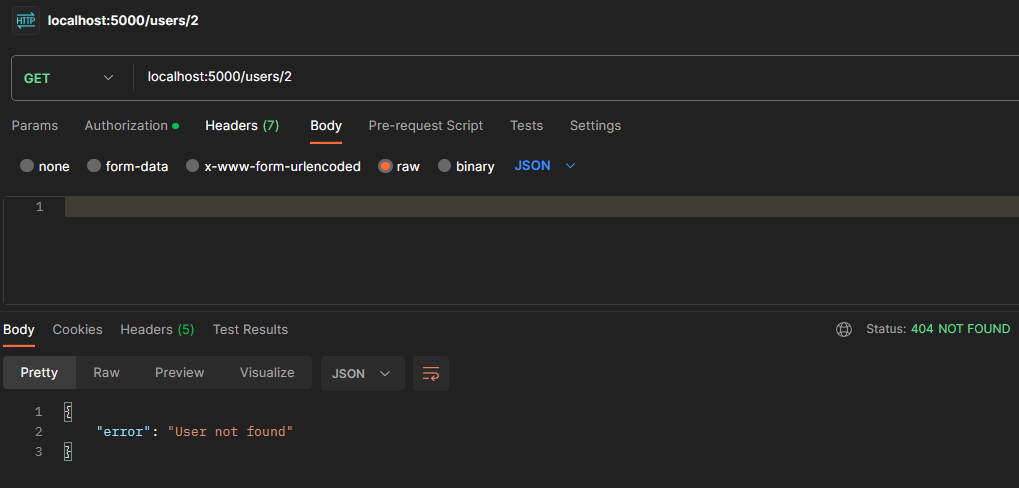 HTTP localhost:5000/users/2
GET localhost:5000/users/2
Params Authorization Headers (7) Body Pre-request Script Tests Settings
none form-data x-www-form-urlencoded raw binary JSON
1
Body Cookies Headers (5) Test Results Status: 404 NOT FOUND
Pretty Raw Preview Visualize JSON
1 {
2 "error": "User not found"
3 }